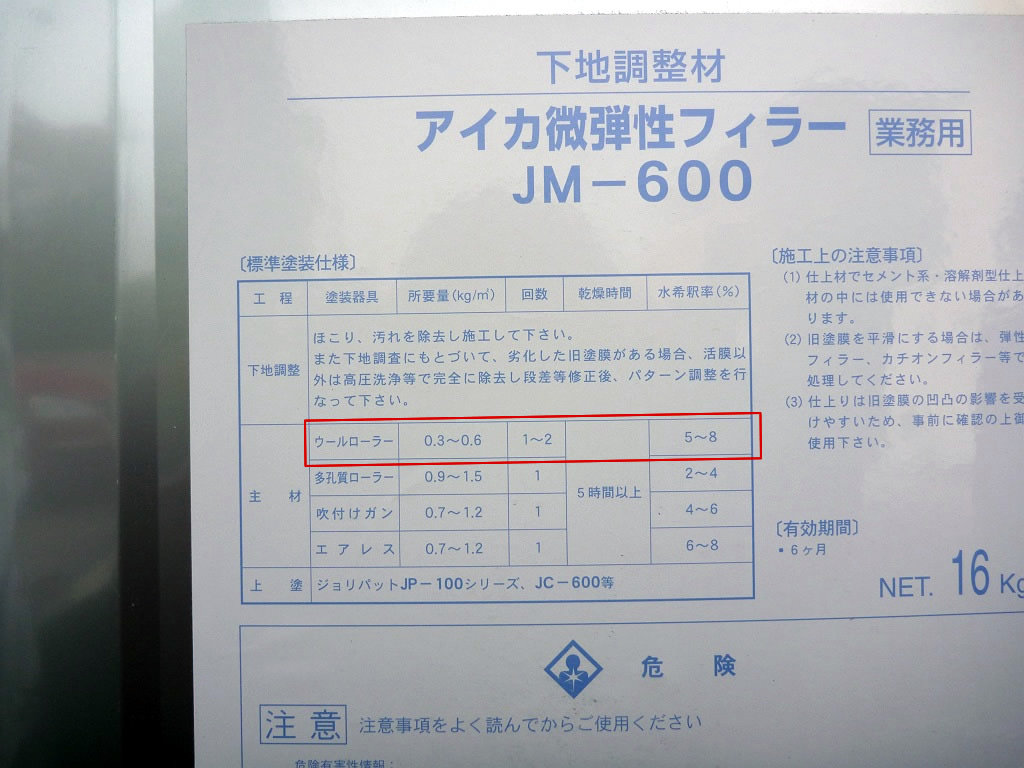 下地調整材
アイカ微弾性フィラー 業務用
JM－600
〔標準塗装仕様〕
工 程 塗装器具 所要量(kg/㎡) 回数 乾燥時間 水希釈率(%)
下地調整
ほこり、汚れを除去し施工して下さい。
また下地調査にもとづいて、劣化した旧塗膜がある場合、活膜以
外は高圧洗浄等で完全に除去し段差等修正後、パターン調整を行
なって下さい。
主 材
ウールローラー 0.3～0.6 1～2 5～8
多孔質ローラー 0.9～1.5 1 2～4
5時間以上
吹付けガン 0.7～1.2 1 4～6
エアレス 0.7～1.2 1 6～8
上 塗 ジョリパットJP－100シリーズ、JC－600等
〔施工上の注意事項〕
(1) 仕上材でセメント系・溶解剤型仕上
材の中には使用できない場合があ
ります。
(2) 旧塗膜を平滑にする場合は、弾性
フィラー、カチオンフィラー等で
処理してください。
(3) 仕上りは旧塗膜の凹凸の影響を受
けやすいため、事前に確認の上御
使用下さい。
〔有効期間〕
・6ヶ月
NET. 16 Kg
危 険
注 意 注意事項をよく読んでからご使用ください
危険有害性情報：